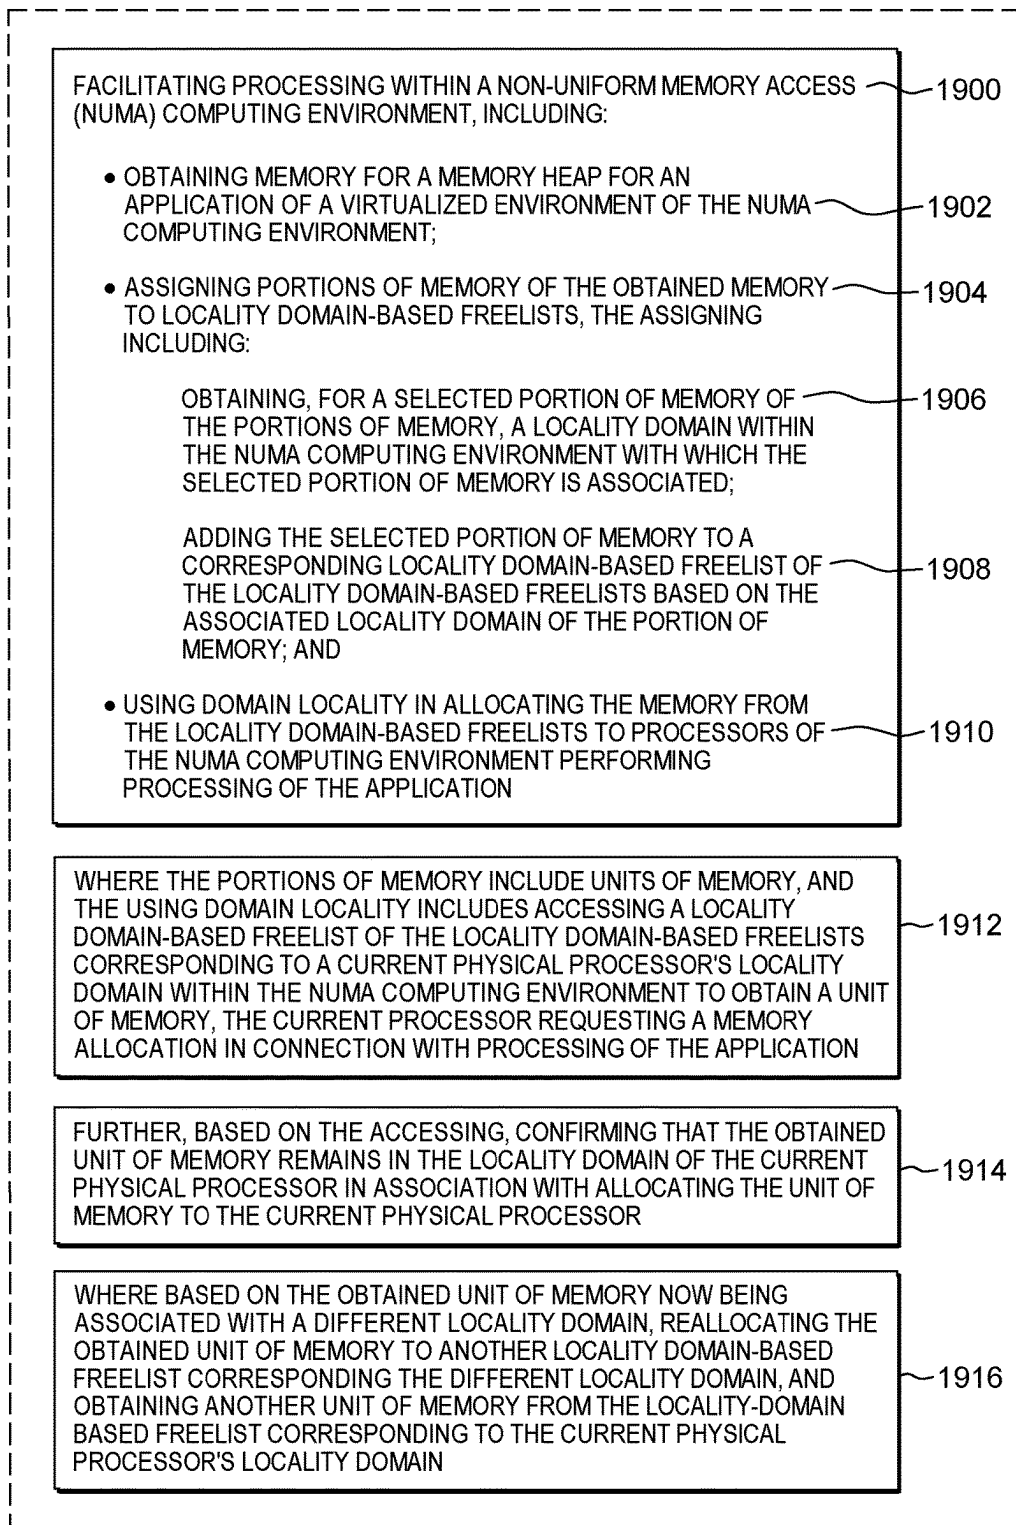 FACILITATING PROCESSING WITHIN A NON-UNIFORM MEMORY ACCESS 1900
(NUMA) COMPUTING ENVIRONMENT, INCLUDING:
• OBTAINING MEMORY FOR A MEMORY HEAP FOR AN
APPLICATION OF A VIRTUALIZED ENVIRONMENT OF THE NUMA 1902
COMPUTING ENVIRONMENT;
• ASSIGNING PORTIONS OF MEMORY OF THE OBTAINED MEMORY 1904
TO LOCALITY DOMAIN-BASED FREELISTS, THE ASSIGNING
INCLUDING:
OBTAINING, FOR A SELECTED PORTION OF MEMORY OF 1906
THE PORTIONS OF MEMORY, A LOCALITY DOMAIN WITHIN
THE NUMA COMPUTING ENVIRONMENT WITH WHICH THE
SELECTED PORTION OF MEMORY IS ASSOCIATED;
ADDING THE SELECTED PORTION OF MEMORY TO A
CORRESPONDING LOCALITY DOMAIN-BASED FREELIST OF 1908
THE LOCALITY DOMAIN-BASED FREELISTS BASED ON THE
ASSOCIATED LOCALITY DOMAIN OF THE PORTION OF
MEMORY; AND
• USING DOMAIN LOCALITY IN ALLOCATING THE MEMORY FROM
THE LOCALITY DOMAIN-BASED FREELISTS TO PROCESSORS OF 1910
THE NUMA COMPUTING ENVIRONMENT PERFORMING
PROCESSING OF THE APPLICATION
WHERE THE PORTIONS OF MEMORY INCLUDE UNITS OF MEMORY, AND
THE USING DOMAIN LOCALITY INCLUDES ACCESSING A LOCALITY
DOMAIN-BASED FREELIST OF THE LOCALITY DOMAIN-BASED FREELISTS 1912
CORRESPONDING TO A CURRENT PHYSICAL PROCESSOR'S LOCALITY
DOMAIN WITHIN THE NUMA COMPUTING ENVIRONMENT TO OBTAIN A UNIT
OF MEMORY, THE CURRENT PROCESSOR REQUESTING A MEMORY
ALLOCATION IN CONNECTION WITH PROCESSING OF THE APPLICATION
FURTHER, BASED ON THE ACCESSING, CONFIRMING THAT THE OBTAINED
UNIT OF MEMORY REMAINS IN THE LOCALITY DOMAIN OF THE CURRENT 1914
PHYSICAL PROCESSOR IN ASSOCIATION WITH ALLOCATING THE UNIT OF
MEMORY TO THE CURRENT PHYSICAL PROCESSOR
WHERE BASED ON THE OBTAINED UNIT OF MEMORY NOW BEING
ASSOCIATED WITH A DIFFERENT LOCALITY DOMAIN, REALLOCATING THE
OBTAINED UNIT OF MEMORY TO ANOTHER LOCALITY DOMAIN-BASED
FREELIST CORRESPONDING THE DIFFERENT LOCALITY DOMAIN, AND 1916
OBTAINING ANOTHER UNIT OF MEMORY FROM THE LOCALITY-DOMAIN
BASED FREELIST CORRESPONDING TO THE CURRENT PHYSICAL
PROCESSOR'S LOCALITY DOMAIN